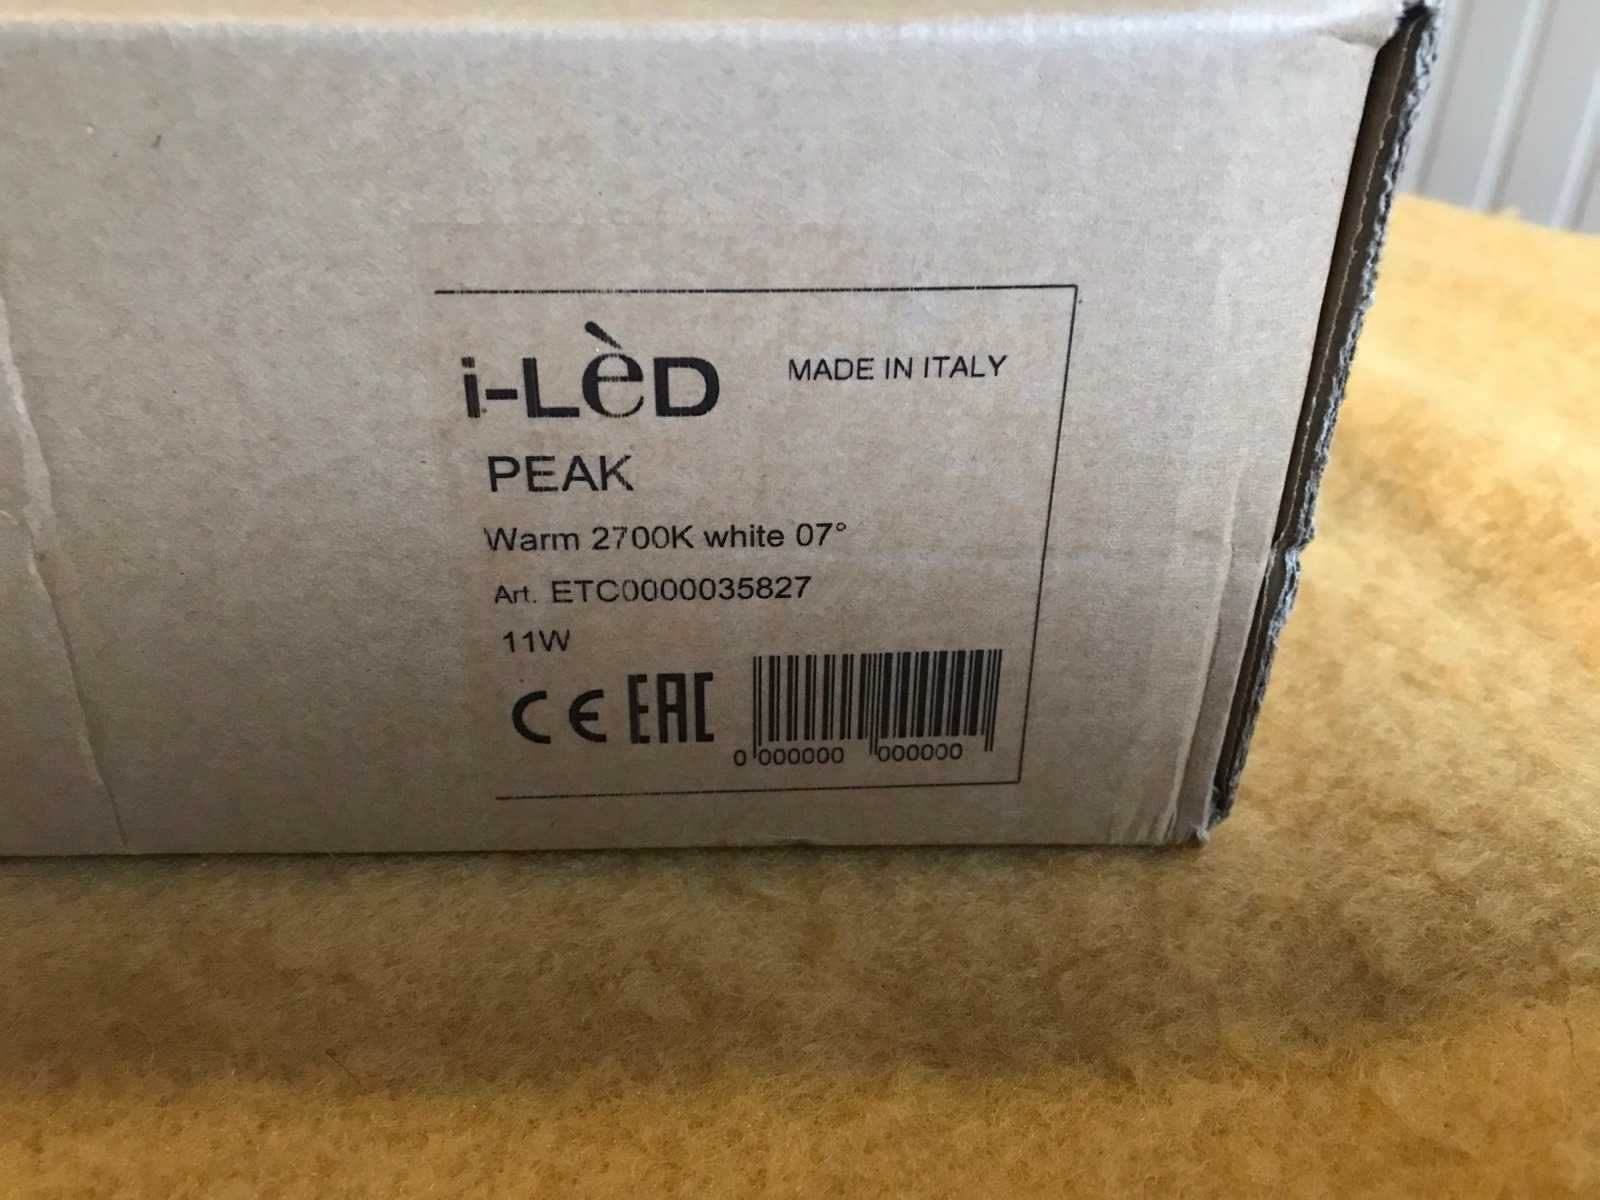 i-LèD MADE IN ITALY
PEAK
Warm 2700K white 07°
Art. ETC0000035827
11W
CE EAC
0 000000 000000